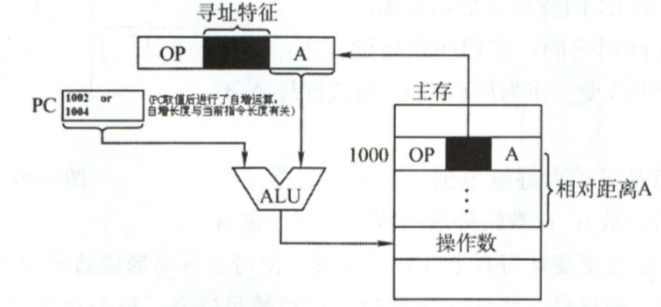 寻址特征
OP A
PC 1002 or (PC取值后进行了自增运算,
1004 自增长度与当前指令长度有关)
主存
1000 OP A
ALU
相对距离A
操作数